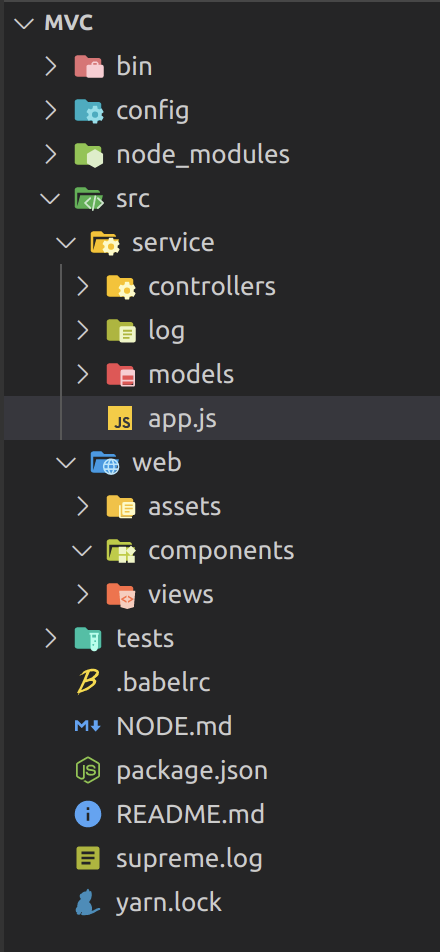 MVC
bin
config
node_modules
src
service
controllers
log
models
JS app.js
web
assets
components
views
tests
.babelrc
NODE.md
package.json
README.md
supreme.log
yarn.lock